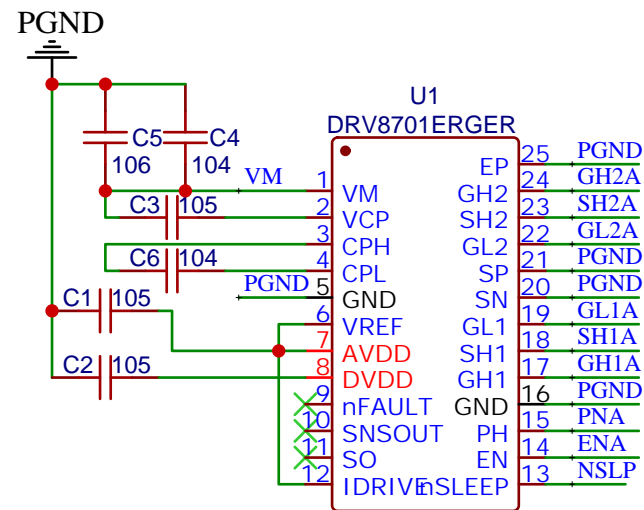 PGND
U1
DRV8701ERGER
C5 C4
106 104
VM
C3 105
C6 104
PGND
C1 105
C2 105
1 VM
2 VCP
3 CPH
4 CPL
5 GND
6 VREF
7 AVDD
8 DVDD
9 nFAULT
10 SNSOUT
11 SO
12 IDRIVE
EP 25 PGND
GH2 24 GH2A
SH2 23 SH2A
GL2 22 GL2A
SP 21 PGND
SN 20 PGND
GL1 19 GL1A
SH1 18 SH1A
GH1 17 GH1A
GND 16 PGND
PH 15 PNA
EN 14 ENA
nSLEEP 13 NSLP